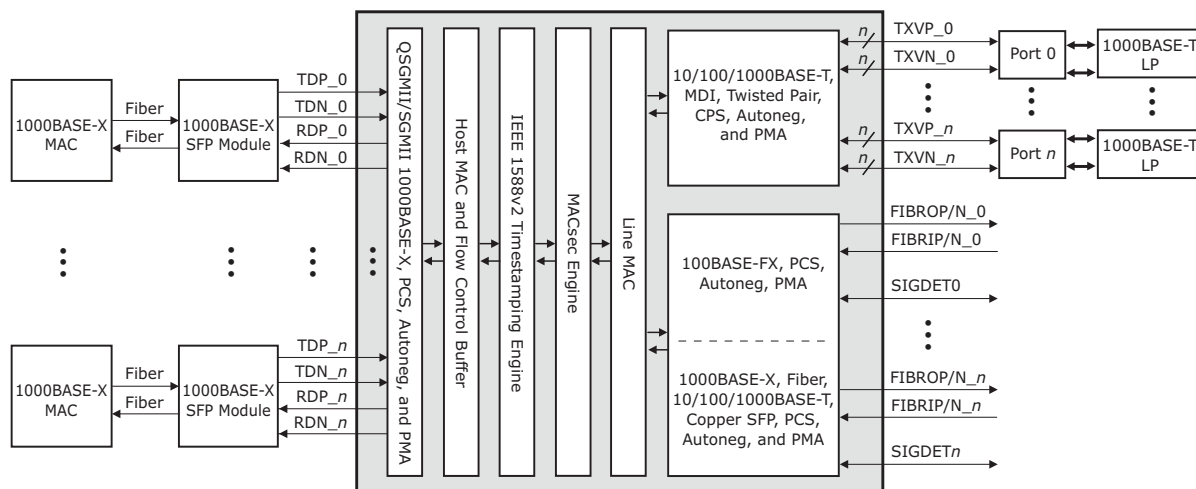 1000BASE-X
MAC
Fiber
Fiber
1000BASE-X
SFP Module
TDP_0
TDN_0
RDP_0
RDN_0
1000BASE-X
MAC
Fiber
Fiber
1000BASE-X
SFP Module
TDP_n
TDN_n
RDP_n
RDN_n
QSGMII/SGMII 1000BASE-X, PCS, Autoneg, and PMA
Host MAC and Flow Control Buffer
IEEE 1588v2 Timestamping Engine
MACsec Engine
Line MAC
10/100/1000BASE-T,
MDI, Twisted Pair,
CPS, Autoneg,
and PMA
n
TXVP_0
n
TXVN_0
n
TXVP_n
n
TXVN_n
Port 0
1000BASE-T
LP
Port n
1000BASE-T
LP
100BASE-FX, PCS,
Autoneg, PMA
1000BASE-X, Fiber,
10/100/1000BASE-T,
Copper SFP, PCS,
Autoneg, and PMA
FIBROP/N_0
FIBRIP/N_0
SIGDET0
FIBROP/N_n
FIBRIP/N_n
SIGDETn